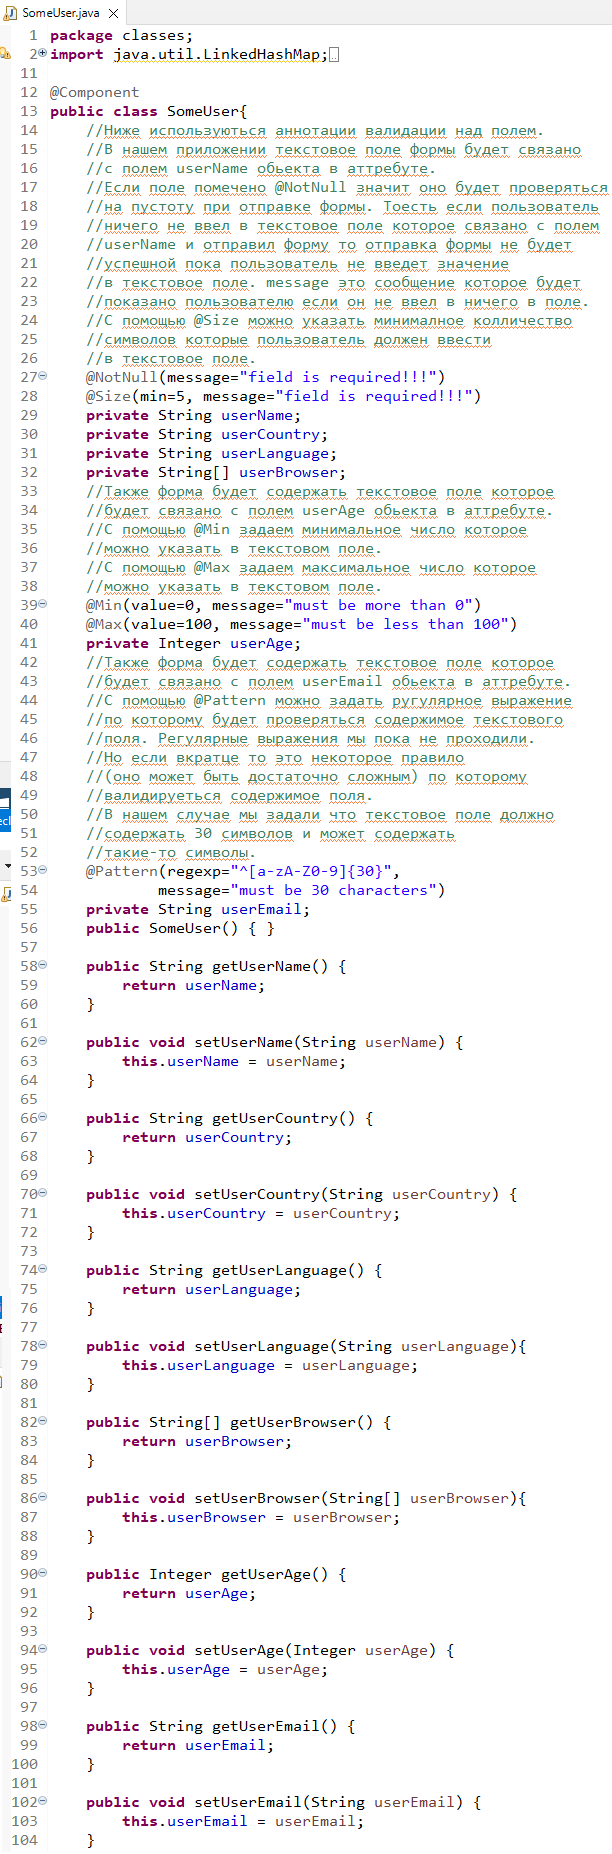 SomeUser.java
1 package classes;
2 import java.util.LinkedHashMap;
11
12 @Component
13 public class SomeUser{
14 //Ниже используються аннотации валидации над полем.
15 //В нашем приложении текстовое поле формы будет связано
16 //с полем userName обьекта в аттребуте.
17 //Если поле помечено @NotNull значит оно будет проверяться
18 //на пустоту при отправке формы. Тоесть если пользователь
19 //ничего не ввел в текстовое поле которое связано с полем
20 //userName и отправил форму то отправка формы не будет
21 //успешной пока пользователь не введет значение
22 //в текстовое поле. message это сообщение которое будет
23 //показано пользователю если он не ввел в ничего в поле.
24 //С помощью @Size можно указать минималное колличество
25 //символов которые пользователь должен ввести
26 //в текстовое поле.
27 @NotNull(message="field is required!!!")
28 @Size(min=5, message="field is required!!!")
29 private String userName;
30 private String userCountry;
31 private String userLanguage;
32 private String[] userBrowser;
33 //Также форма будет содержать текстовое поле которое
34 //будет связано с полем userAge обьекта в аттребуте.
35 //С помощью @Min задаем минимальное число которое
36 //можно указать в текстовом поле.
37 //С помощью @Max задаем максимальное число которое
38 //можно указать в текстовом поле.
39 @Min(value=0, message="must be more than 0")
40 @Max(value=100, message="must be less than 100")
41 private Integer userAge;
42 //Также форма будет содержать текстовое поле которое
43 //будет связано с полем userEmail обьекта в аттребуте.
44 //С помощью @Pattern можно задать ругулярное выражение
45 //по которому будет проверяться содержимое текстового
46 //поля. Регулярные выражения мы пока не проходили.
47 //Но если вкратце то это некоторое правило
48 //(оно может быть достаточно сложным) по которому
49 //валидируеться содержимое поля.
50 //В нашем случае мы задали что текстовое поле должно
51 //содержать 30 символов и может содержать
52 //такие-то символы.
53 @Pattern(regexp="^[a-zA-Z0-9]{30}",
54 message="must be 30 characters")
55 private String userEmail;
56 public SomeUser() { }
57
58 public String getUserName() {
59 return userName;
60 }
61
62 public void setUserName(String userName) {
63 this.userName = userName;
64 }
65
66 public String getUserCountry() {
67 return userCountry;
68 }
69
70 public void setUserCountry(String userCountry) {
71 this.userCountry = userCountry;
72 }
73
74 public String getUserLanguage() {
75 return userLanguage;
76 }
77
78 public void setUserLanguage(String userLanguage){
79 this.userLanguage = userLanguage;
80 }
81
82 public String[] getUserBrowser() {
83 return userBrowser;
84 }
85
86 public void setUserBrowser(String[] userBrowser){
87 this.userBrowser = userBrowser;
88 }
89
90 public Integer getUserAge() {
91 return userAge;
92 }
93
94 public void setUserAge(Integer userAge) {
95 this.userAge = userAge;
96 }
97
98 public String getUserEmail() {
99 return userEmail;
100 }
101
102 public void setUserEmail(String userEmail) {
103 this.userEmail = userEmail;
104 }